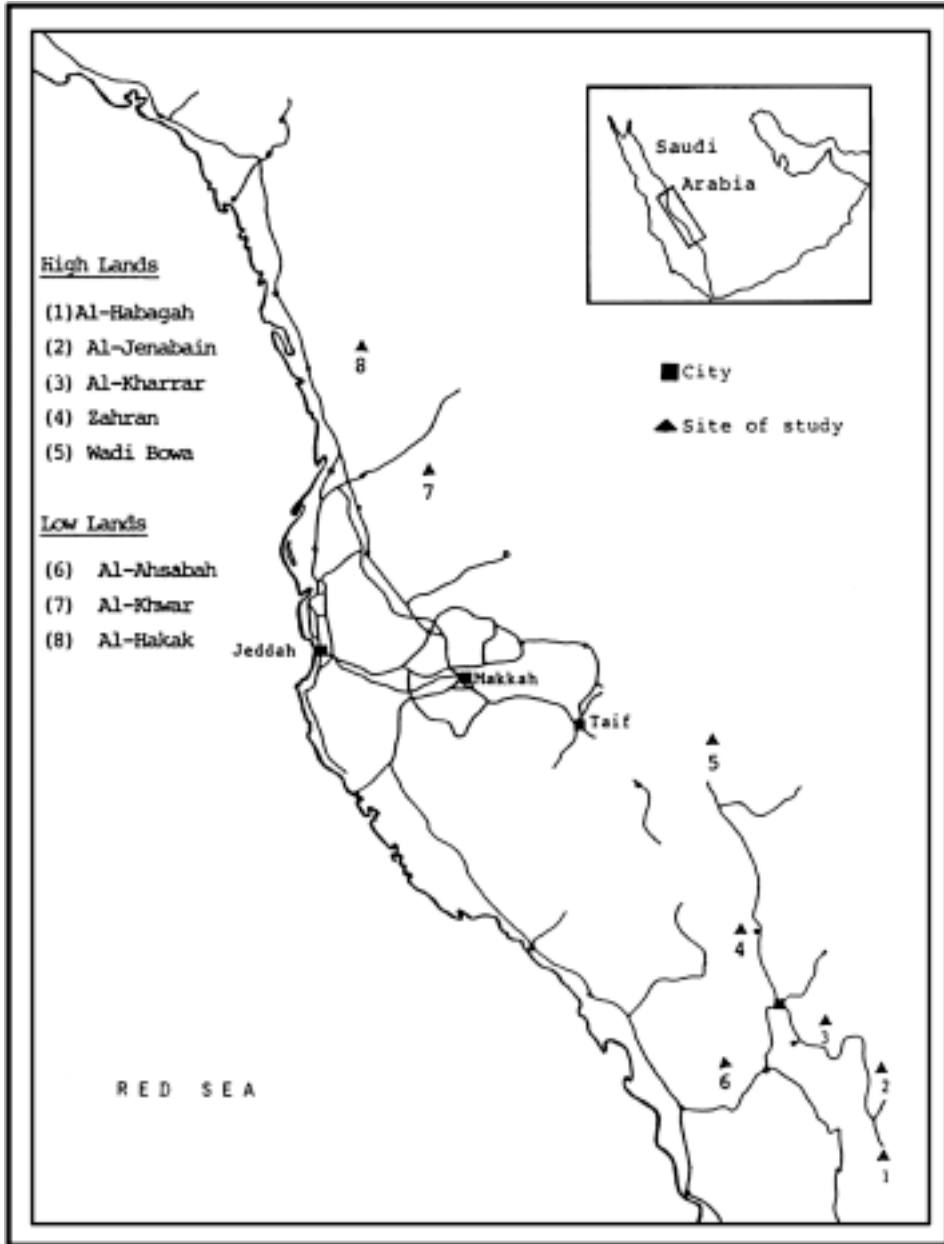 Saudi
Arabia
High Lands
(1)Al-Habagah
(2) Al-Jenabain
(3) Al-Kharrar
(4) Zahran
(5) Wadi Bowa
Low Lands
(6) Al-Ahsabah
(7) Al-Khwar
(8) Al-Hakak
City
Site of study
8
7
Jeddah
Makkah
Taif
5
4
3
6
2
1
RED SEA